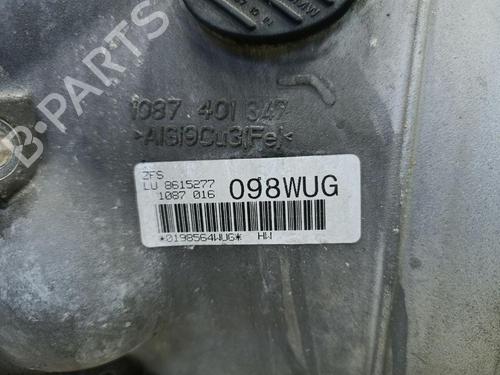 B-PARTS
1087 401 347
>AlSi9Cu3(Fe)<
ZFS
LU 8615277
1087 016
098WUG
*0198564WUG* HW